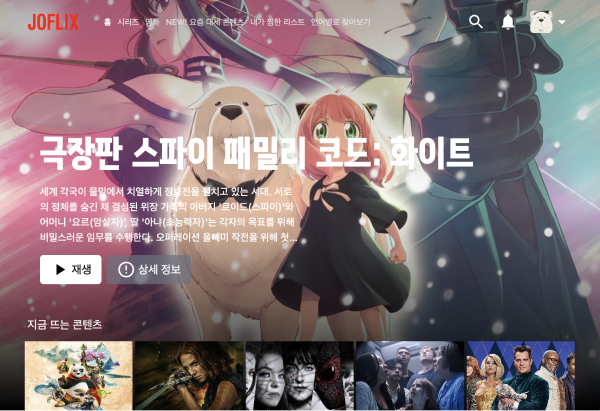 JOFLIX 홈 시리즈 영화 NEW! 요즘 대세 콘텐츠 내가 찜한 리스트 언어별로 찾아보기
극장판 스파이 패밀리 코드: 화이트
세계 각국이 물밑에서 치열하게 정보전을 펼치고 있는 시대. 서로
의 정체를 숨긴 채 결성된 위장 가족의 아버지 '로이드(스파이)'와
어머니 '요르(암살자)', 딸 '아냐(초능력자)'는 각자의 목표를 위해
비밀스러운 임무를 수행한다. 오퍼레이션 올빼미 작전을 위해 첫...
재생 상세 정보
지금 뜨는 콘텐츠